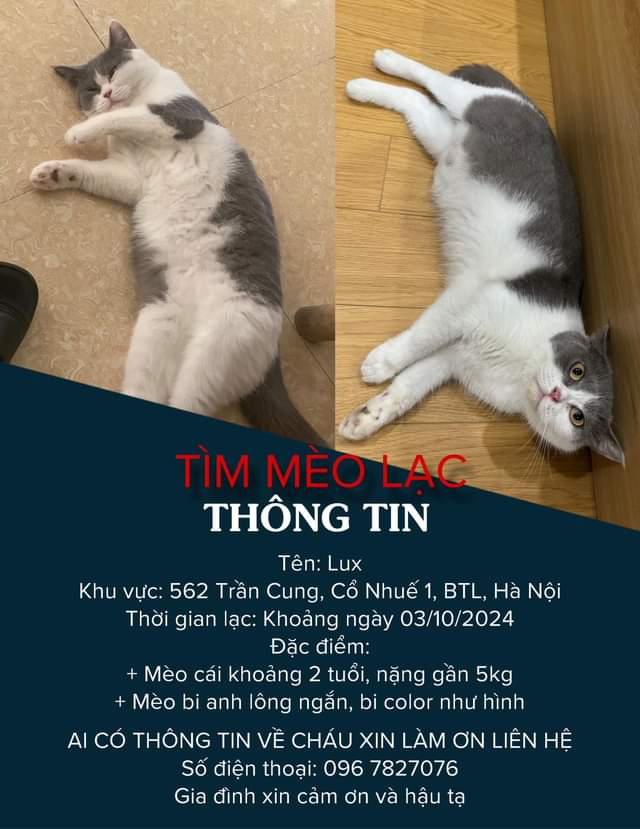 TÌM MÈO LẠC
THÔNG TIN
Tên: Lux
Khu vực: 562 Trần Cung, Cổ Nhuế 1, BTL, Hà Nội
Thời gian lạc: Khoảng ngày 03/10/2024
Đặc điểm:
+ Mèo cái khoảng 2 tuổi, nặng gần 5kg
+ Mèo bi anh lông ngắn, bi color như hình
AI CÓ THÔNG TIN VỀ CHÁU XIN LÀM ƠN LIÊN HỆ
Số điện thoại: 096 7827076
Gia đình xin cảm ơn và hậu tạ